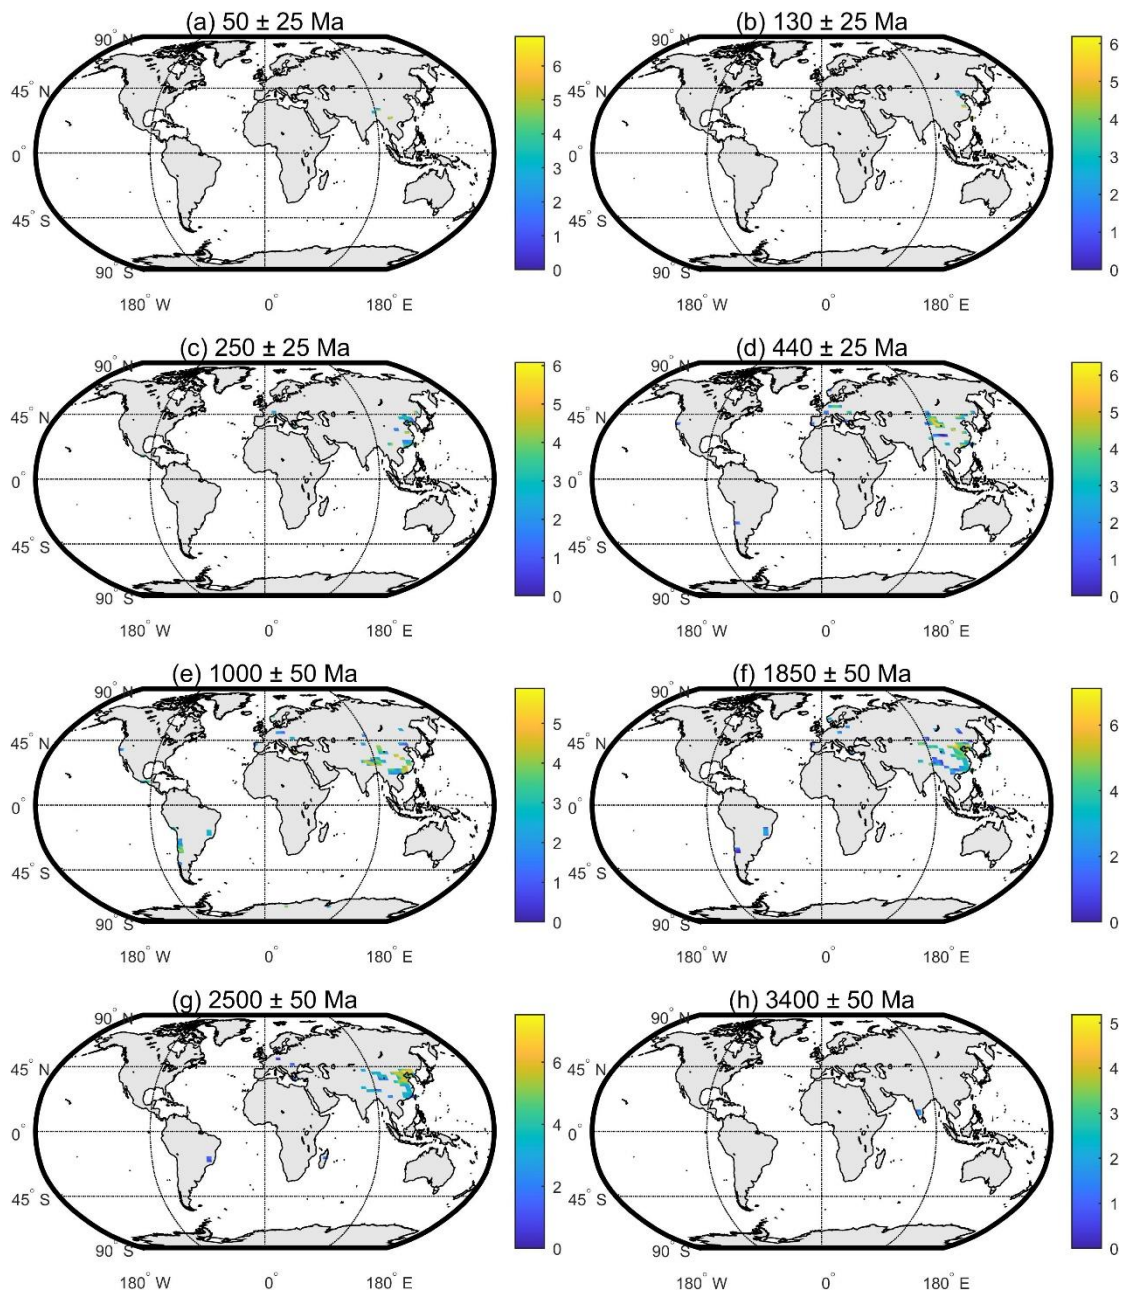 (a) 50 ± 25 Ma
(b) 130 ± 25 Ma
90° N
45° N
0°
45° S
90° S
180° W
0°
180° E
6
5
4
3
2
1
0
90° N
45° N
0°
45° S
90° S
180° W
0°
180° E
6
5
4
3
2
1
0
(c) 250 ± 25 Ma
(d) 440 ± 25 Ma
90° N
45° N
0°
45° S
90° S
180° W
0°
180° E
6
5
4
3
2
1
0
90° N
45° N
0°
45° S
90° S
180° W
0°
180° E
6
5
4
3
2
1
0
(e) 1000 ± 50 Ma
(f) 1850 ± 50 Ma
90° N
45° N
0°
45° S
90° S
180° W
0°
180° E
5
4
3
2
1
0
90° N
45° N
0°
45° S
90° S
180° W
0°
180° E
6
4
2
0
(g) 2500 ± 50 Ma
(h) 3400 ± 50 Ma
90° N
45° N
0°
45° S
90° S
180° W
0°
180° E
6
4
2
0
90° N
45° N
0°
45° S
90° S
180° W
0°
180° E
5
4
3
2
1
0